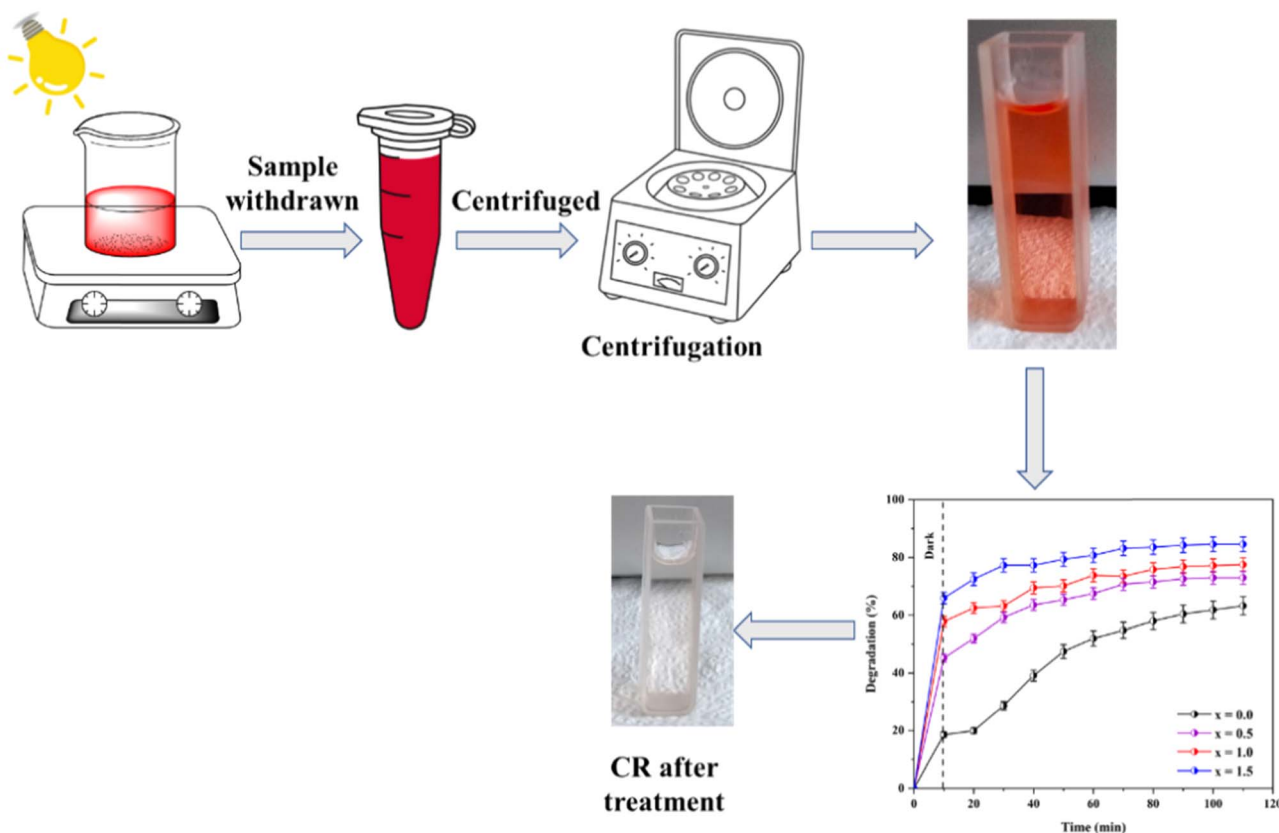 Sample
withdrawn
Centrifuged
Centrifugation
CR after
treatment
Degradation (%)
100
80
60
40
20
0
Dark
x = 0.0
x = 0.5
x = 1.0
x = 1.5
0 20 40 60 80 100 120
Time (min)